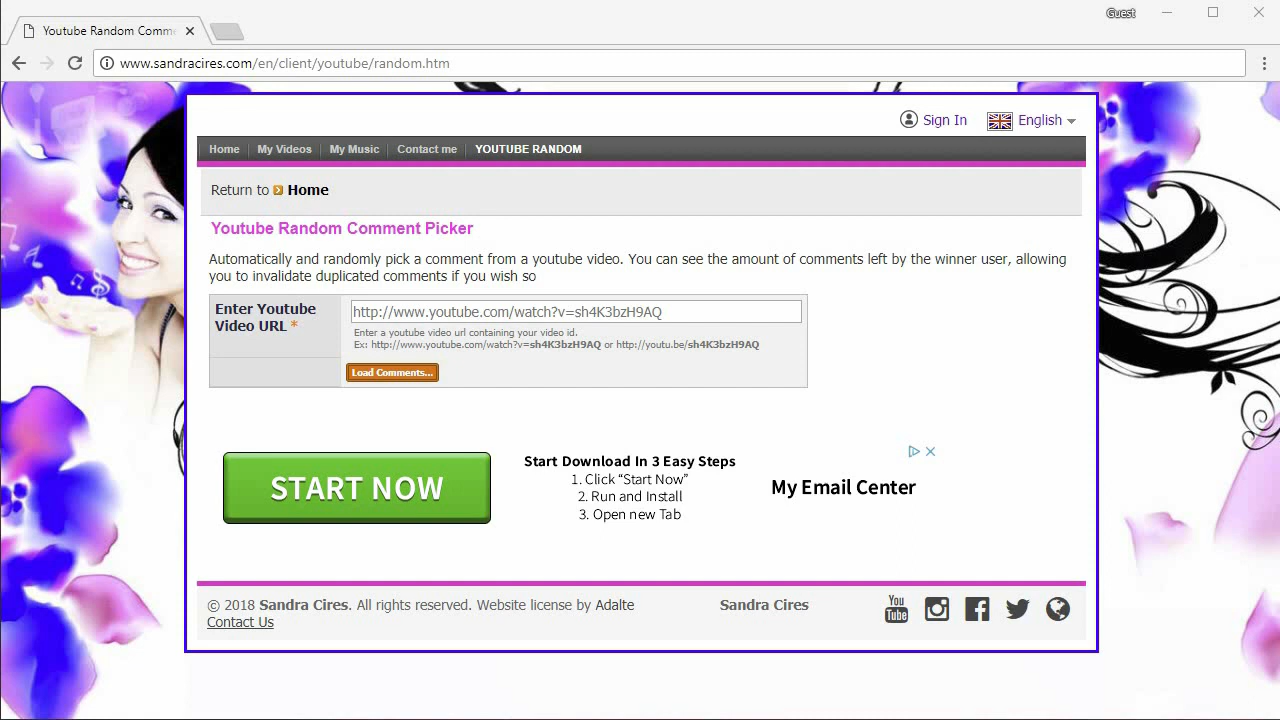 Guest
Youtube Random Comme
www.sandracires.com/en/client/youtube/random.htm
Sign In English
Home My Videos My Music Contact me YOUTUBE RANDOM
Return to Home
Youtube Random Comment Picker
Automatically and randomly pick a comment from a youtube video. You can see the amount of comments left by the winner user, allowing
you to invalidate duplicated comments if you wish so
Enter Youtube
Video URL *
http://www.youtube.com/watch?v=sh4K3bzH9AQ
Enter a youtube video url containing your video id.
Ex: http://www.youtube.com/watch?v=sh4K3bzH9AQ or http://youtu.be/sh4K3bzH9AQ
Load Comments...
START NOW
Start Download In 3 Easy Steps
1. Click “Start Now”
2. Run and Install
3. Open new Tab
My Email Center
© 2018 Sandra Cires. All rights reserved. Website license by Adalte
Contact Us
Sandra Cires
You
Tube